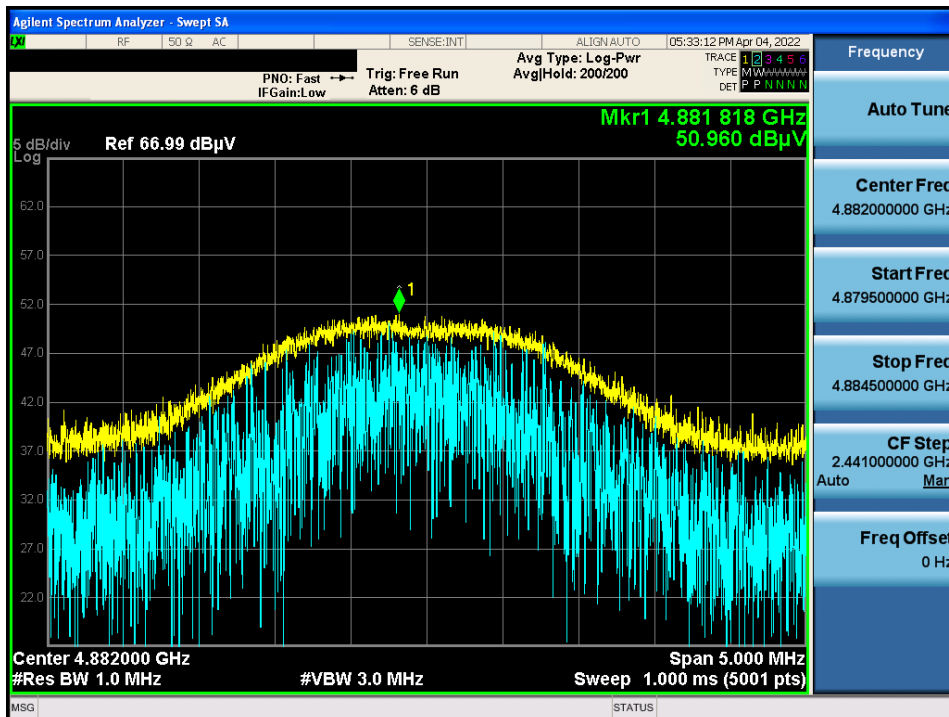 Agilent Spectrum Analyzer - Swept SA
LXI RF 50 Ω AC SENSE:INT ALIGN AUTO 05:33:12 PM Apr 04, 2022
PNO: Fast
IFGain:Low
Trig: Free Run
Atten: 6 dB
Avg Type: Log-Pwr
Avg|Hold: 200/200
TRACE 1 2 3 4 5 6
TYPE M W W W W W
DET P P N N N N
Mkr1 4.881 818 GHz
50.960 dBµV
5 dB/div Ref 66.99 dBµV
Log
62.0
57.0
52.0
1
47.0
42.0
37.0
32.0
27.0
22.0
Center 4.882000 GHz Span 5.000 MHz
#Res BW 1.0 MHz #VBW 3.0 MHz Sweep 1.000 ms (5001 pts)
MSG STATUS
Frequency
Auto Tune
Center Freq
4.882000000 GHz
Start Freq
4.879500000 GHz
Stop Freq
4.884500000 GHz
CF Step
2.441000000 GHz
Auto Man
Freq Offset
0 Hz